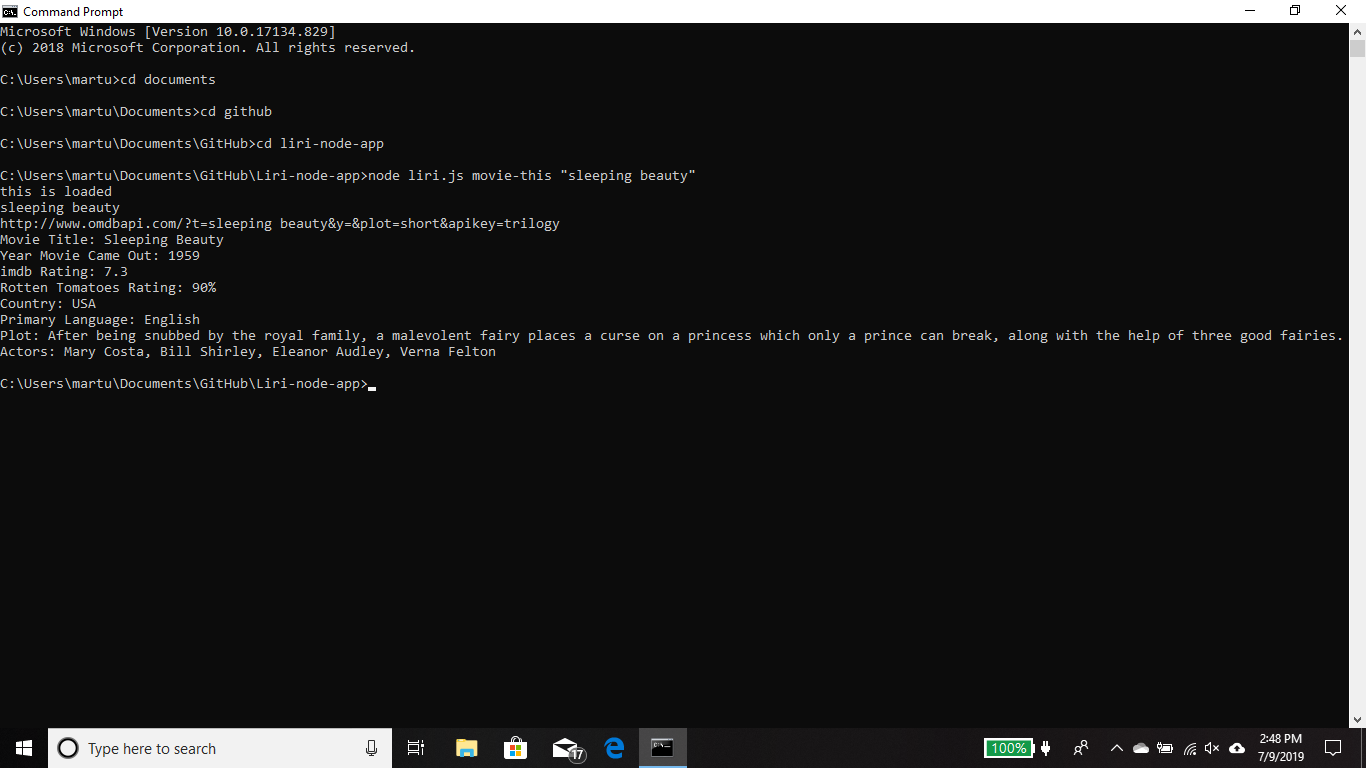 Command Prompt
Microsoft Windows [Version 10.0.17134.829]
(c) 2018 Microsoft Corporation. All rights reserved.
C:\Users\martu>cd documents
C:\Users\martu\Documents>cd github
C:\Users\martu\Documents\GitHub>cd liri-node-app
C:\Users\martu\Documents\GitHub\Liri-node-app>node liri.js movie-this "sleeping beauty"
this is loaded
sleeping beauty
http://www.omdbapi.com/?t=sleeping beauty&y=&plot=short&apikey=trilogy
Movie Title: Sleeping Beauty
Year Movie Came Out: 1959
imdb Rating: 7.3
Rotten Tomatoes Rating: 90%
Country: USA
Primary Language: English
Plot: After being snubbed by the royal family, a malevolent fairy places a curse on a princess which only a prince can break, along with the help of three good fairies.
Actors: Mary Costa, Bill Shirley, Eleanor Audley, Verna Felton
C:\Users\martu\Documents\GitHub\Liri-node-app>
Type here to search
17
100%
2:48 PM
7/9/2019